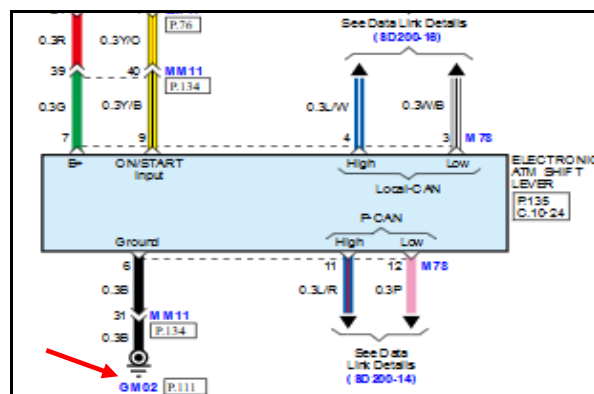 P.76
See Data Link Details
(SD200-16)
0.3R 0.3Y/O
39 40 MM11
P.134
0.3G 0.3Y/B 0.3L/W 0.3W/B
7 9 4 3 M78
B+ ON/START Input High Low
Local-CAN
ELECTRONIC
ATM SHIFT
LEVER
P.135
C.10-24
P-CAN
Ground High Low
6 11 12 M78
0.3B 0.3L/R 0.3P
31 MM11
P.134
0.3B
See Data
Link Details
(SD200-14)
GM02 P.111